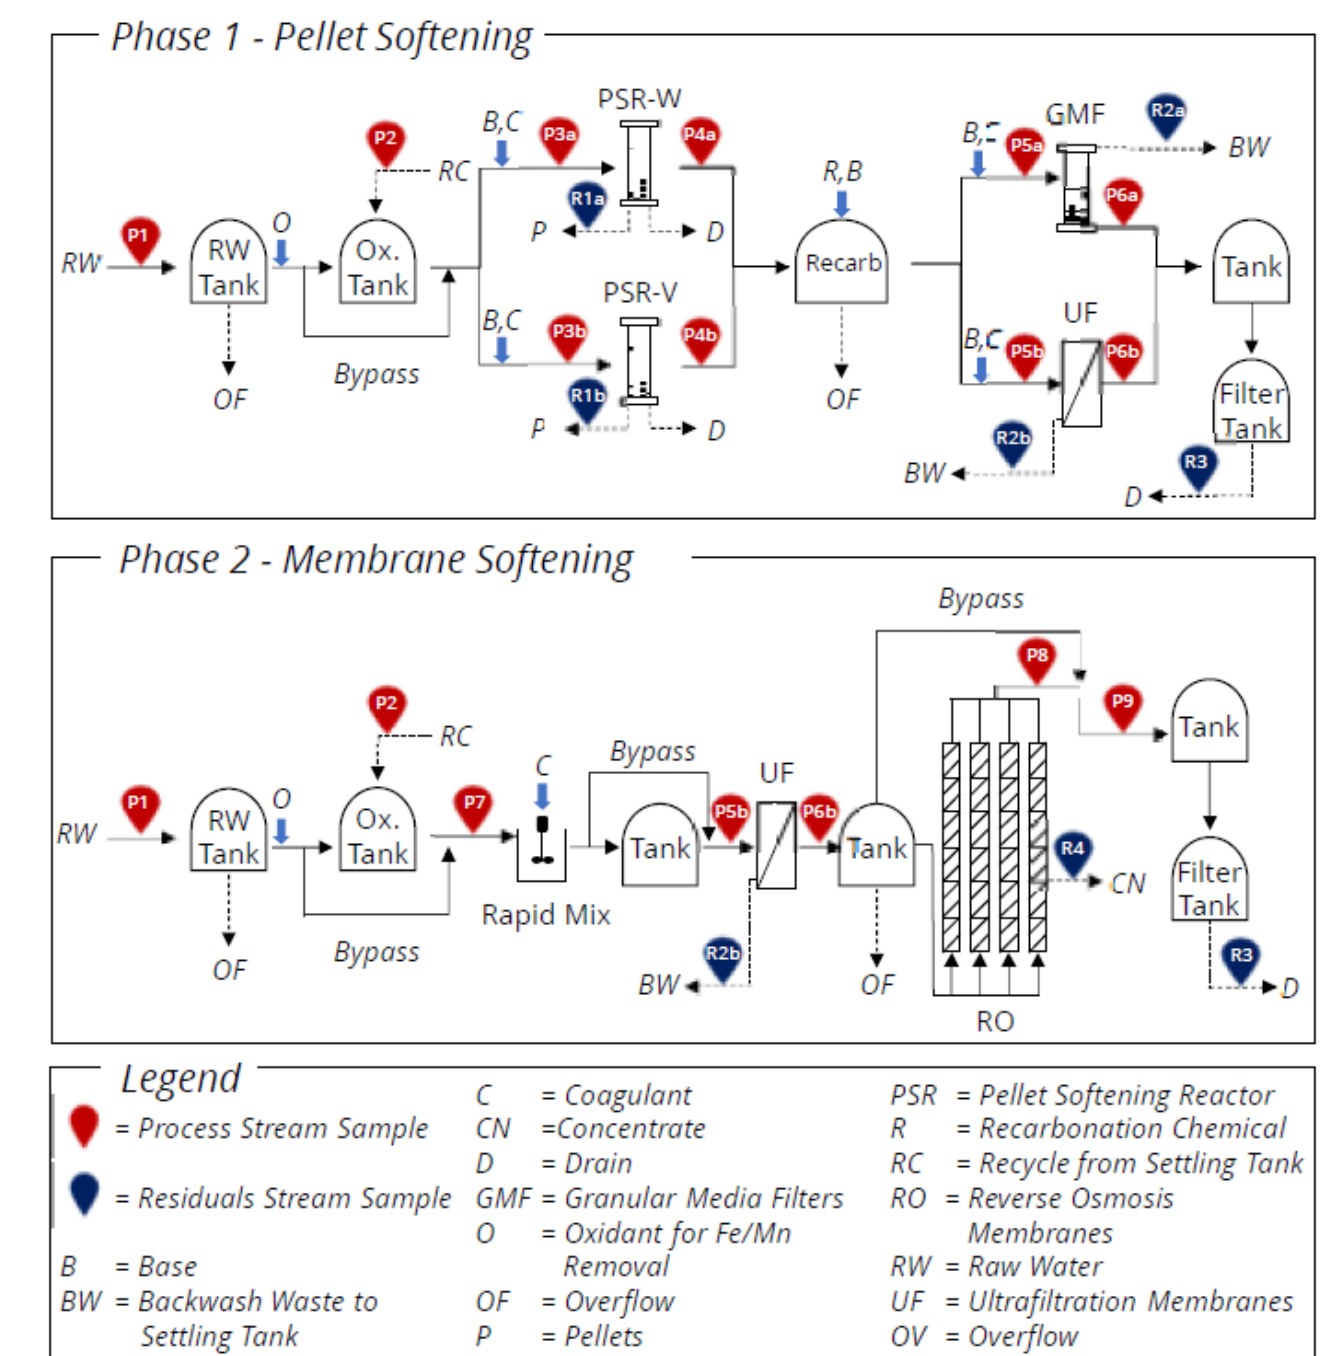 Phase 1 - Pellet Softening
PSR-W
GMF
R2a
B,C
P3a
P4a
P2
RC
R,B
B,C
P5a
BW
R1a
P6a
P
D
P1
O
RW
RW
Tank
Ox.
Tank
Recarb
Tank
PSR-V
UF
B,C
P3b
P4b
B,C
P5b
P6b
Bypass
OF
R1b
OF
Filter
Tank
P
D
R2b
BW
R3
D
Phase 2 - Membrane Softening
Bypass
P8
P2
RC
P9
Tank
Bypass
UF
C
P1
O
P7
P5b
P6b
RW
RW
Tank
Ox.
Tank
Tank
Tank
R4
CN
Filter
Tank
Rapid Mix
Bypass
OF
R2b
BW
OF
R3
D
RO
Legend
= Process Stream Sample
= Residuals Stream Sample
B = Base
BW = Backwash Waste to
Settling Tank
C = Coagulant
CN =Concentrate
D = Drain
GMF = Granular Media Filters
O = Oxidant for Fe/Mn
Removal
OF = Overflow
P = Pellets
PSR = Pellet Softening Reactor
R = Recarbonation Chemical
RC = Recycle from Settling Tank
RO = Reverse Osmosis
Membranes
RW = Raw Water
UF = Ultrafiltration Membranes
OV = Overflow